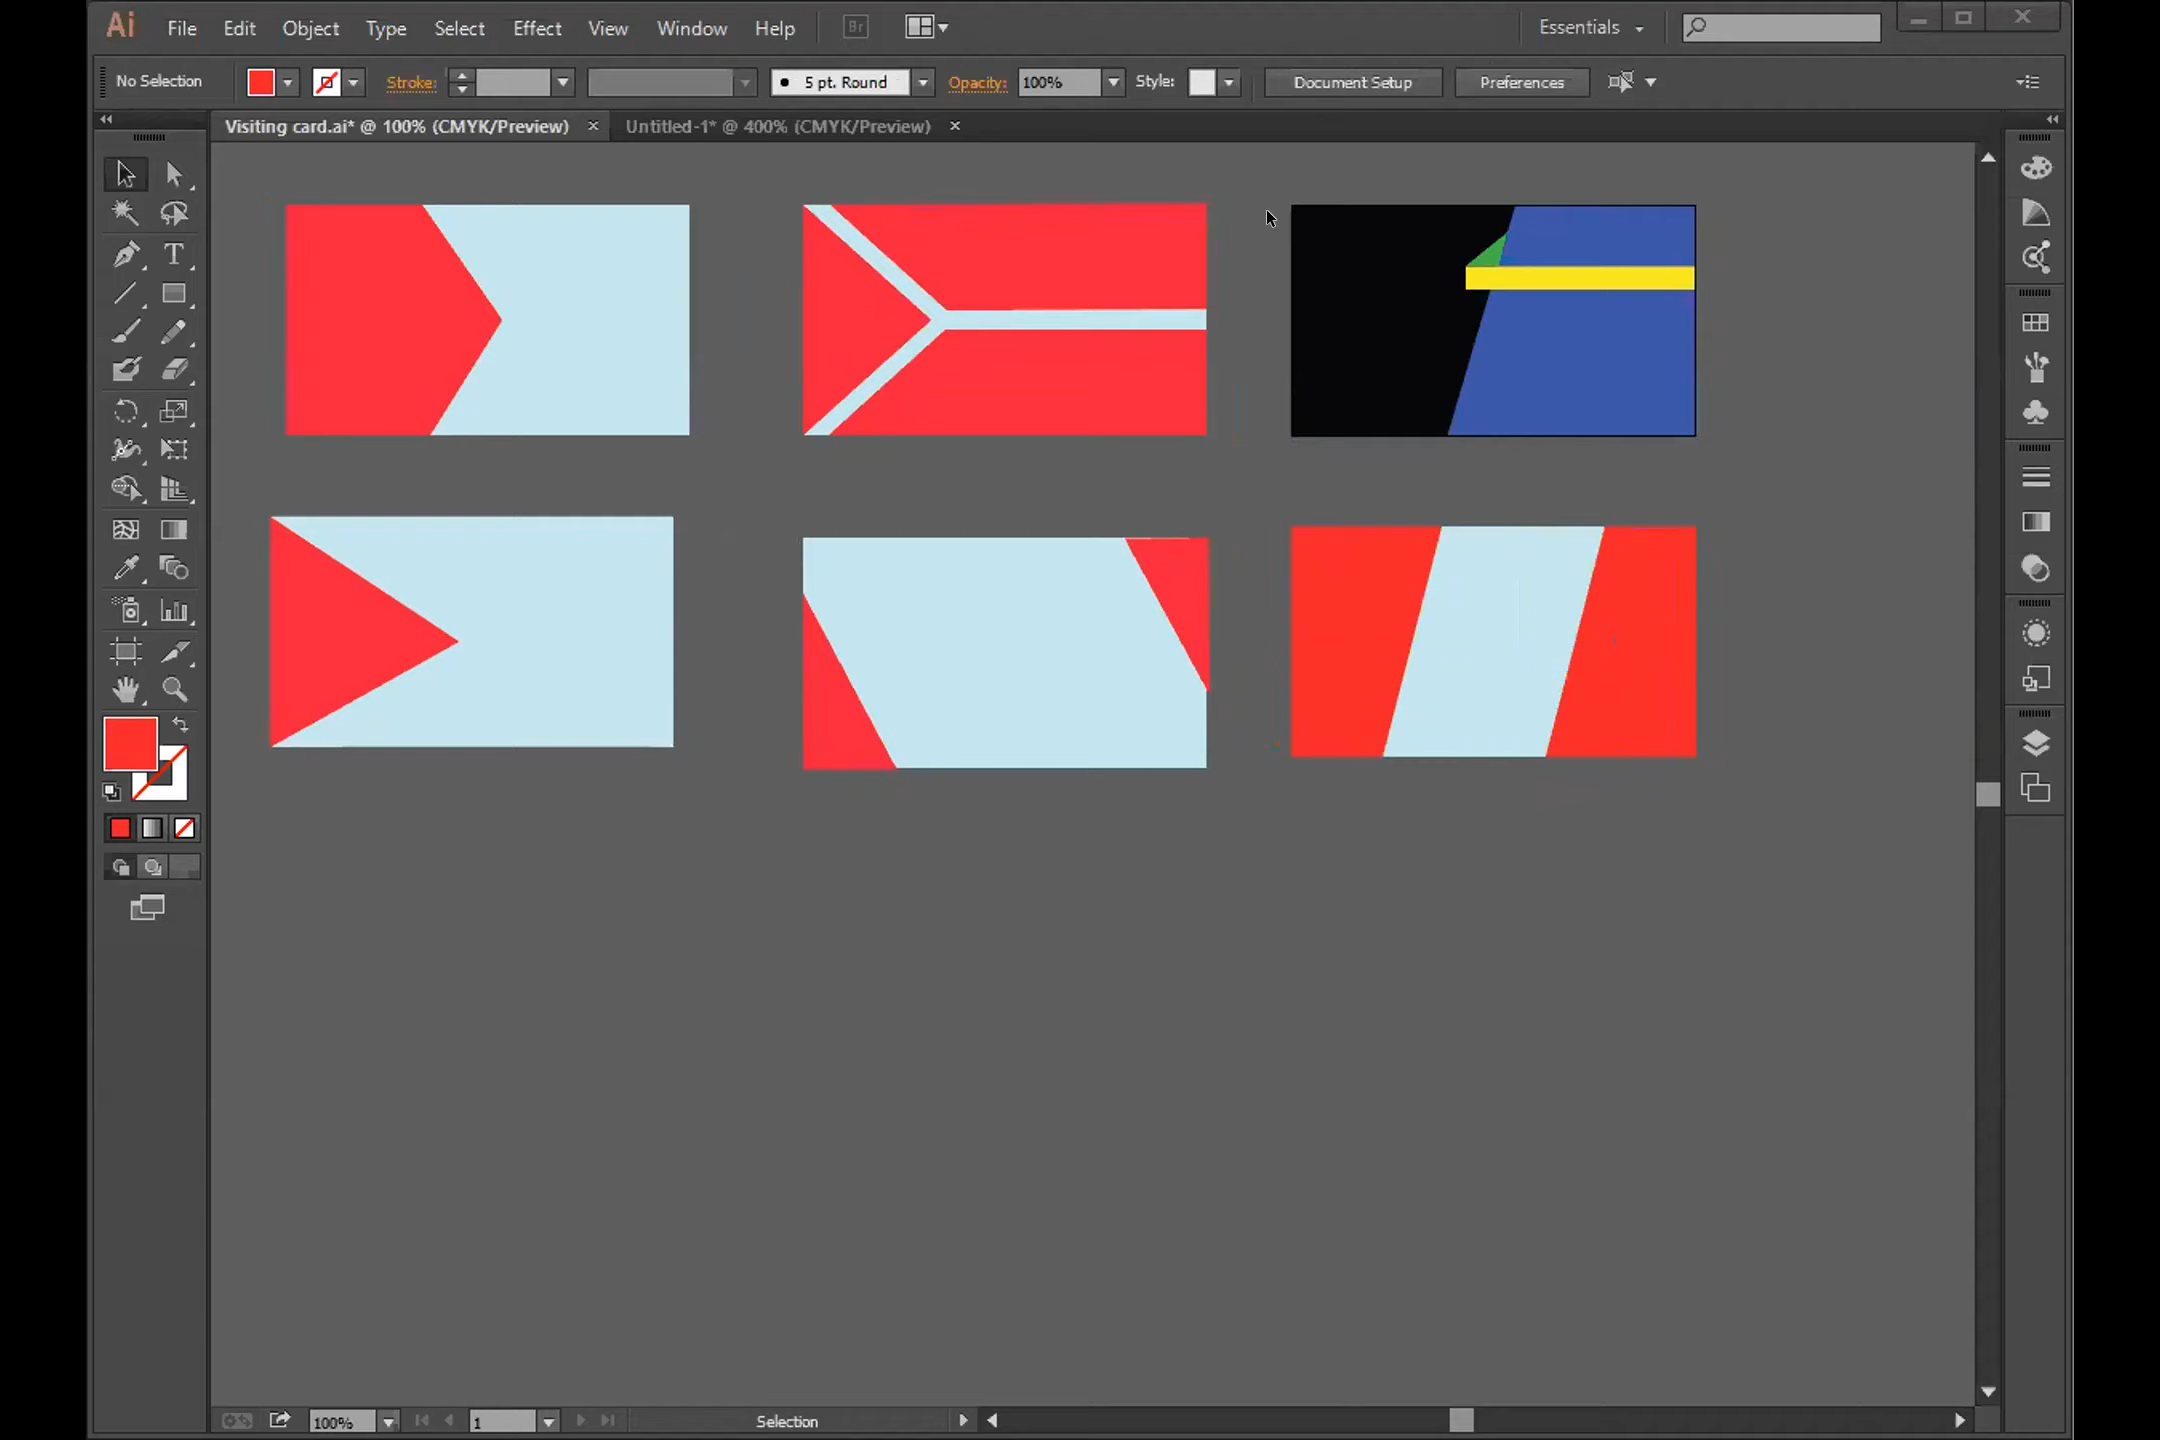 Ai File Edit Object Type Select Effect View Window Help Br Essentials
No Selection Stroke: 5 pt. Round Opacity: 100% Style: Document Setup Preferences
Visiting card.ai* @ 100% (CMYK/Preview) × Untitled-1* @ 400% (CMYK/Preview) ×
T
100% 1 Selection